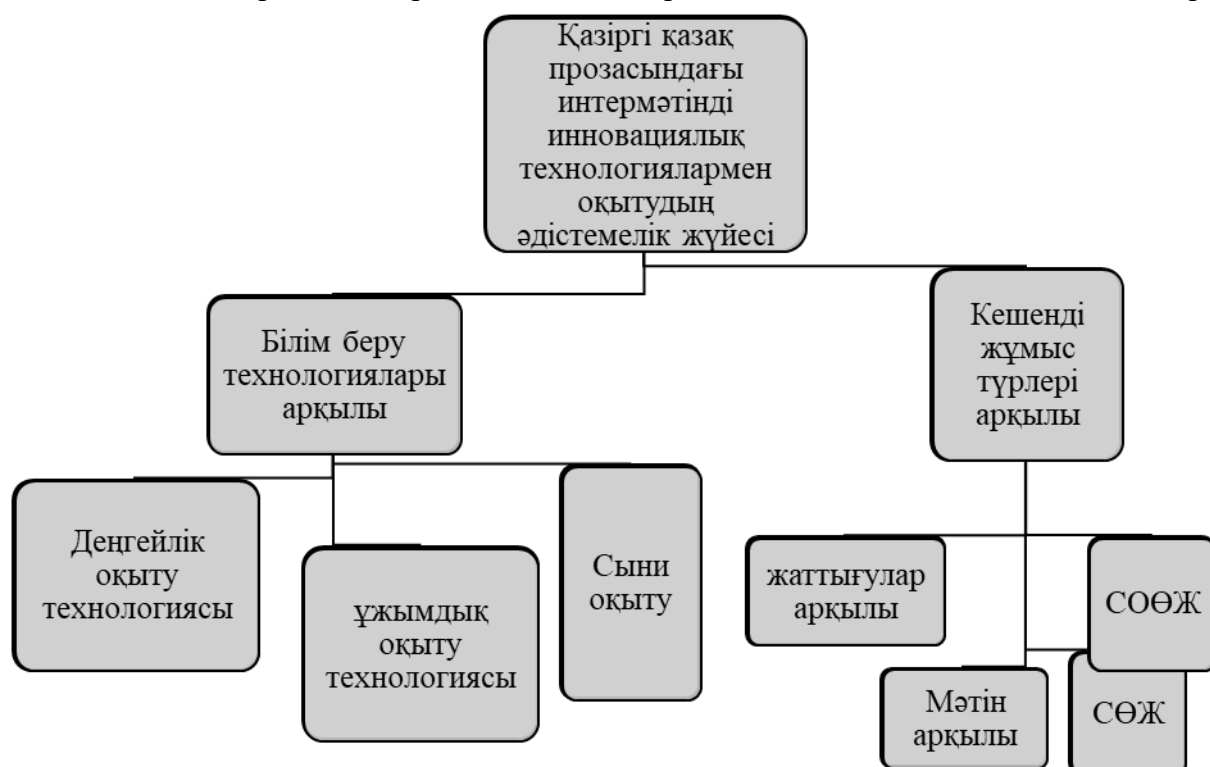 Қазіргі қазақ
прозасындағы
интермәтінді
инновациялық
технологиялармен
оқытудың
әдістемелік жүйесі
Білім беру
технологиялары
арқылы
Кешенді
жұмыс
түрлері
арқылы
Деңгейлік
оқыту
технологиясы
ұжымдық
оқыту
технологиясы
Сыни
оқыту
жаттығулар
арқылы
СОӨЖ
Мәтін
арқылы
СӨЖ